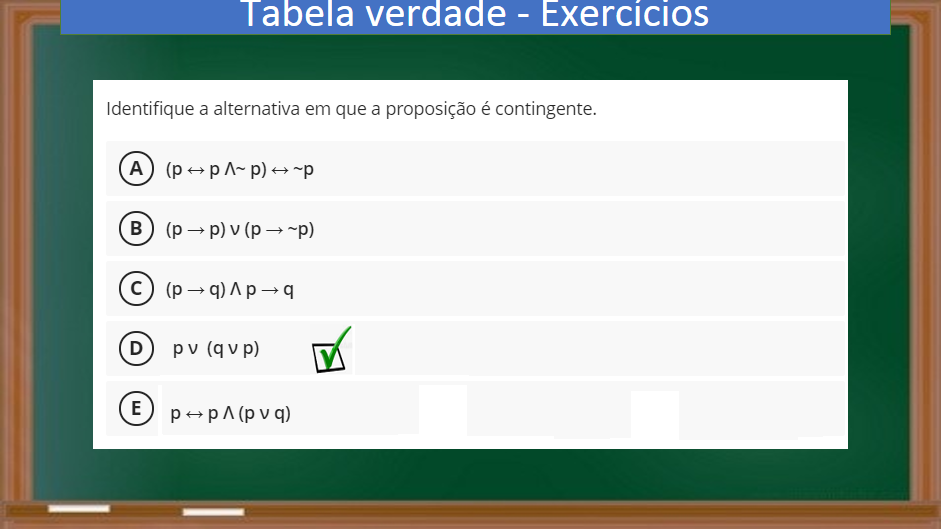 Tabela verdade - Exercícios
Identifique a alternativa em que a proposição é contingente.
A (p ↔ p Λ~ p) ↔ ~p
B (p → p) ν (p → ~p)
C (p → q) Λ p → q
D p ν (q ν p)
E p ↔ p Λ (p ν q)